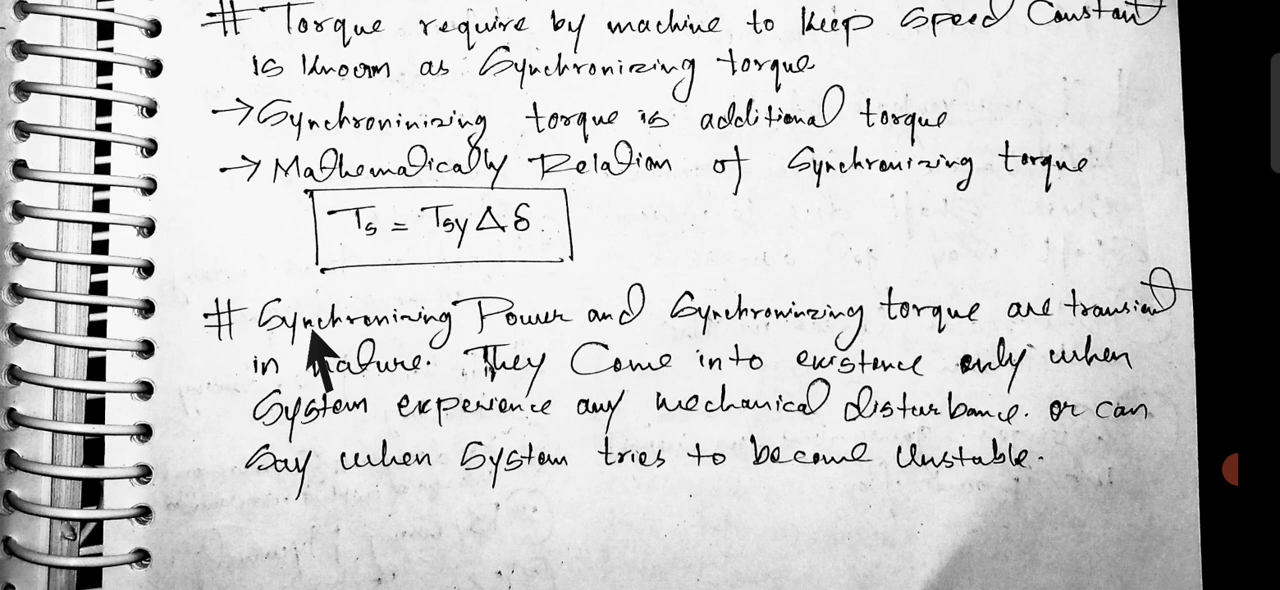 # Torque require by machine to keep Speed Constant
is known as Synchronizing torque
→ Synchroninizing torque is additional torque
→ Mathematically Relation of Synchronizing torque
Ts = Tsy Δ δ
# Synchronizing Power and Synchronizing torque are transient
in nature. They Come into existence only when
System experience any mechanical disturbance. or can
Say when System tries to become Unstable.